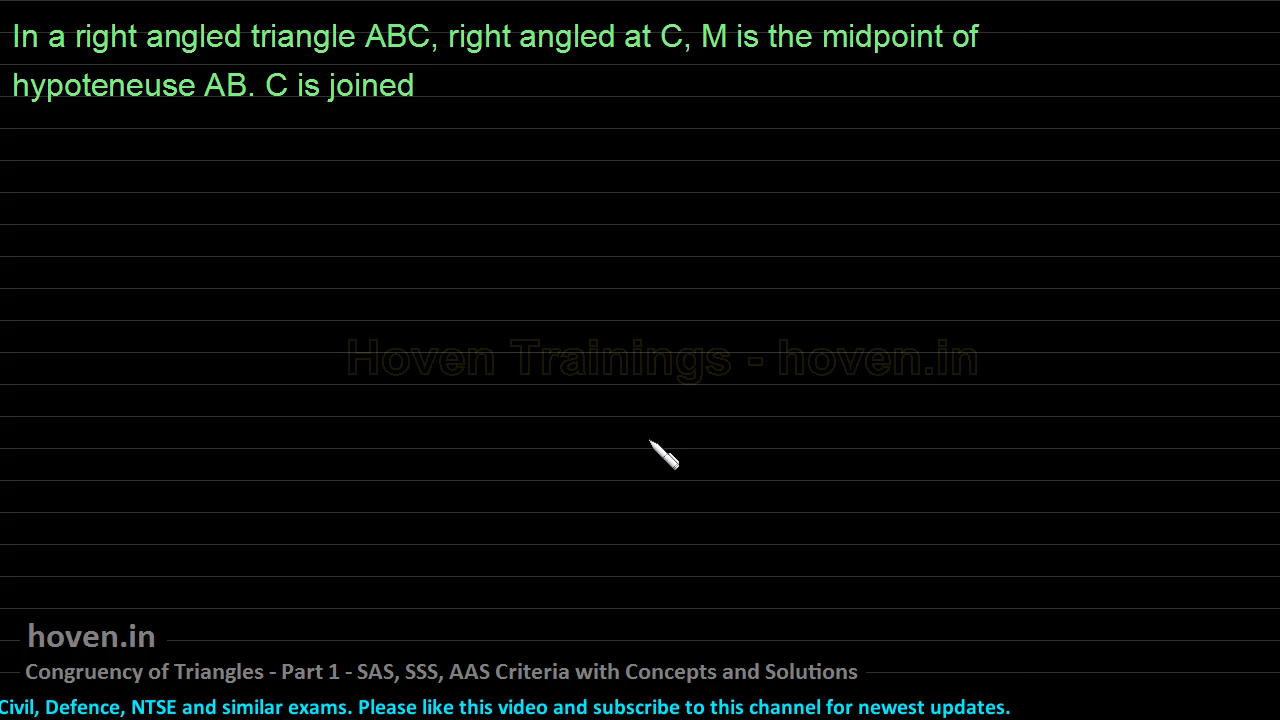 In a right angled triangle ABC, right angled at C, M is the midpoint of
hypoteneuse AB. C is joined
Hoven Trainings - hoven.in
hoven.in
Congruency of Triangles - Part 1 - SAS, SSS, AAS Criteria with Concepts and Solutions
Civil, Defence, NTSE and similar exams. Please like this video and subscribe to this channel for newest updates.